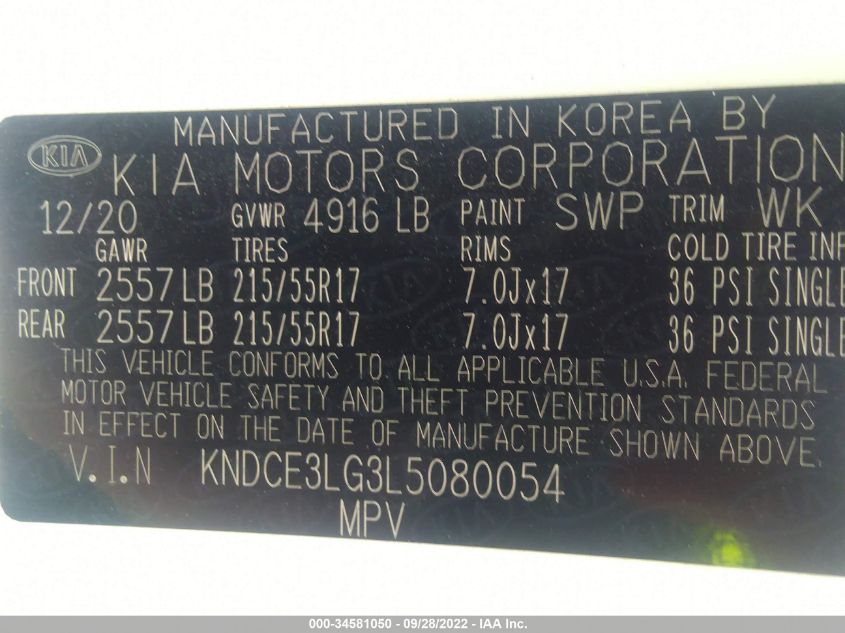 MANUFACTURED IN KOREA BY
KIA KIA MOTORS CORPORATION
12/20 GVWR 4916 LB PAINT SWP TRIM WK
GAWR TIRES RIMS COLD TIRE INF
FRONT 2557 LB 215/55R17 7.0Jx17 36 PSI SINGLE
REAR 2557 LB 215/55R17 7.0Jx17 36 PSI SINGLE
THIS VEHICLE CONFORMS TO ALL APPLICABLE U.S.A. FEDERAL
MOTOR VEHICLE SAFETY AND THEFT PREVENTION STANDARDS
IN EFFECT ON THE DATE OF MANUFACTURE SHOWN ABOVE.
V.I.N KNDCE3LG3L5080054
MPV
000-34581050 - 09/28/2022 - IAA Inc.